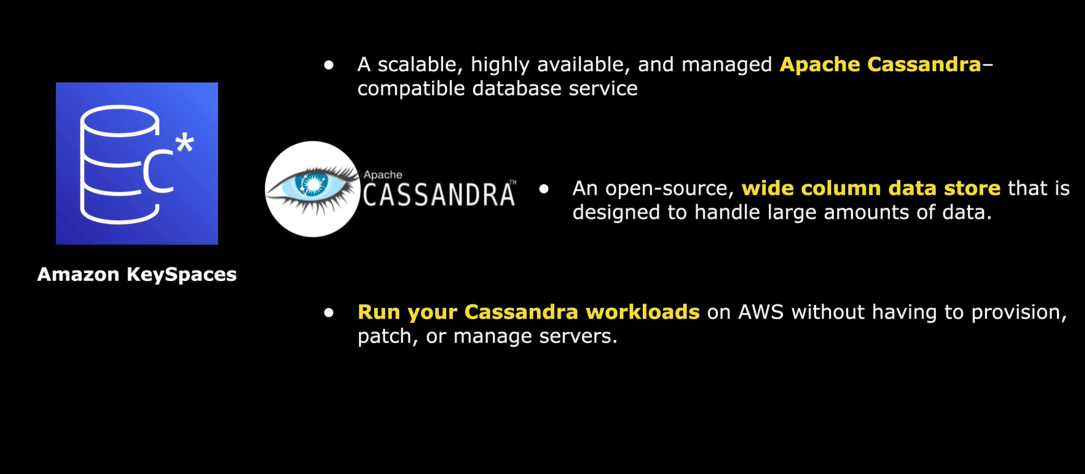 ● A scalable, highly available, and managed Apache Cassandra–
compatible database service
C*
Amazon KeySpaces
Apache
CASSANDRA™
● An open-source, wide column data store that is
designed to handle large amounts of data.
● Run your Cassandra workloads on AWS without having to provision,
patch, or manage servers.